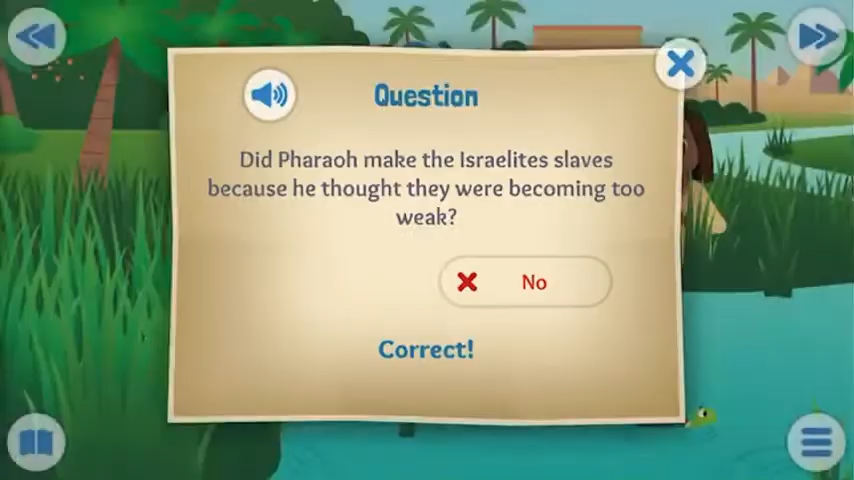 Question
Did Pharaoh make the Israelites slaves
because he thought they were becoming too
weak?
No
Correct!